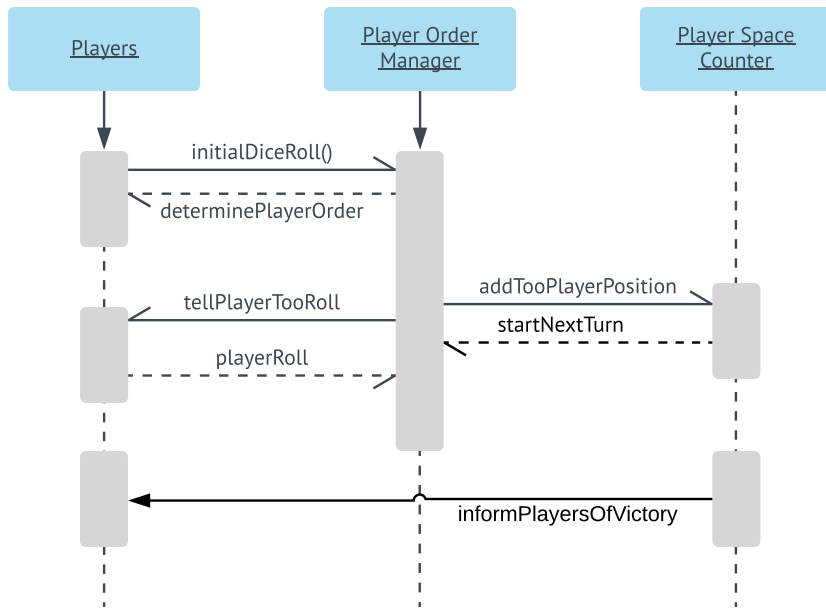 Players
Player Order
Manager
Player Space
Counter
initialDiceRoll()
determinePlayerOrder
addTooPlayerPosition
tellPlayerTooRoll
startNextTurn
playerRoll
informPlayersOfVictory